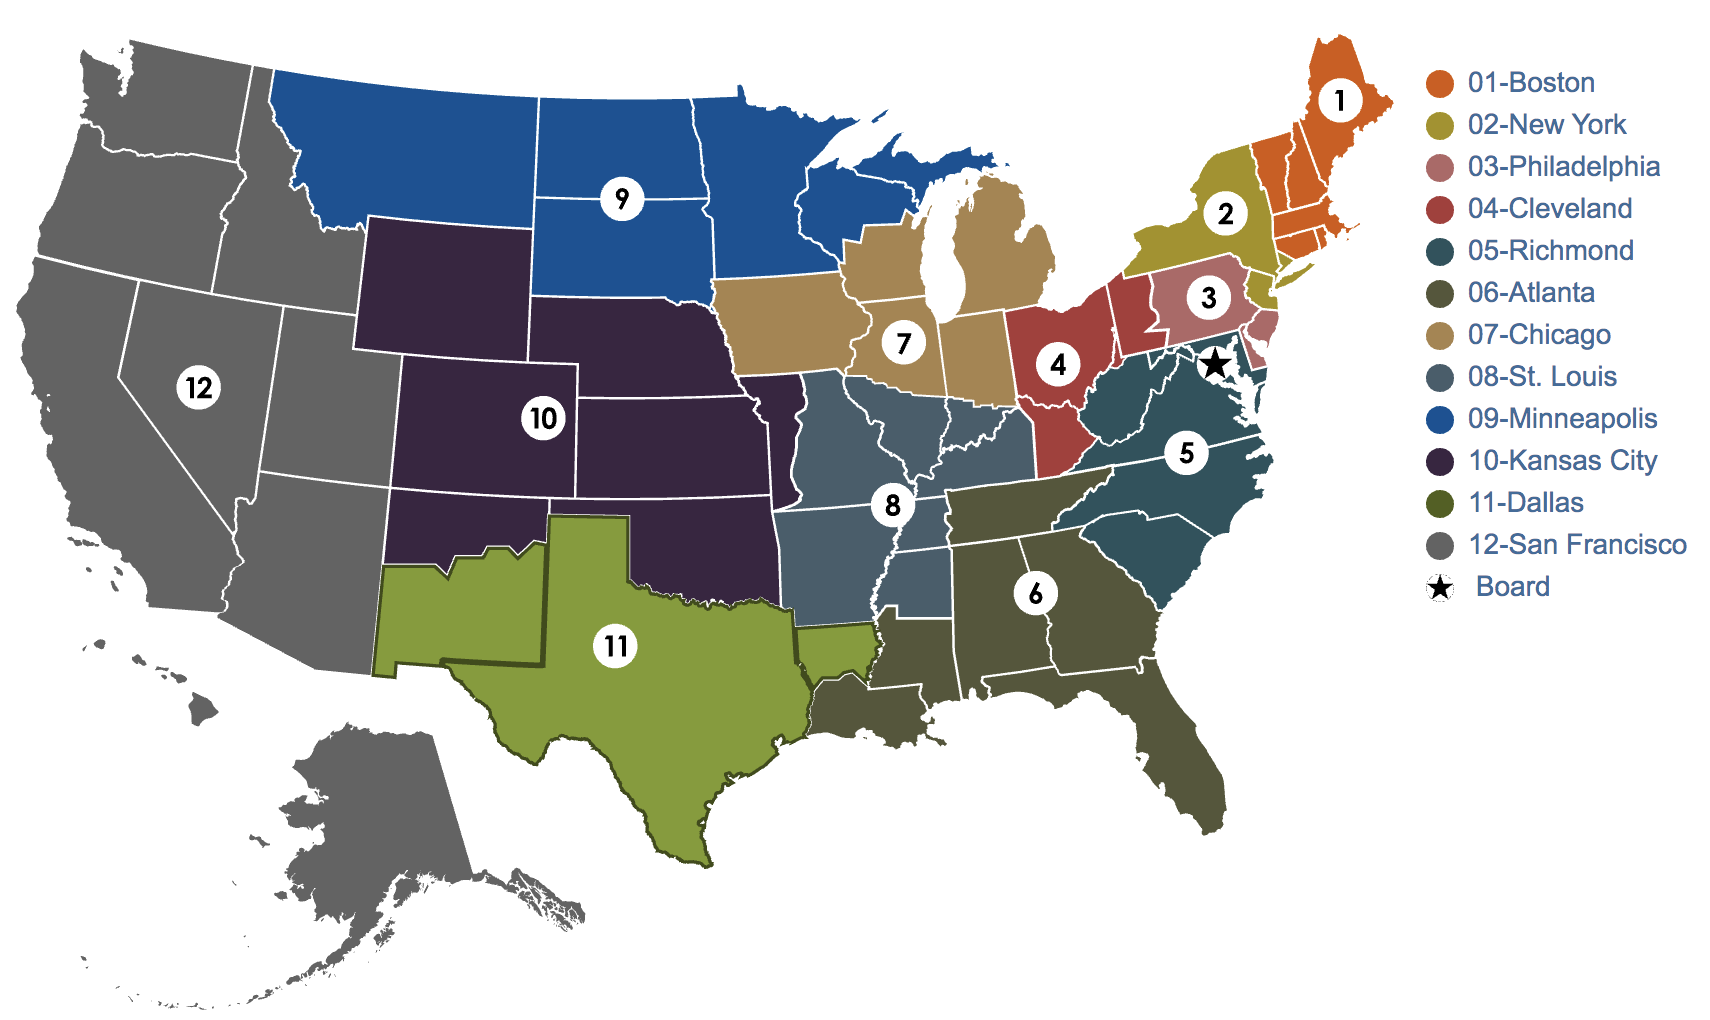 1
2
3
4
5
6
7
8
9
10
11
12
01-Boston
02-New York
03-Philadelphia
04-Cleveland
05-Richmond
06-Atlanta
07-Chicago
08-St. Louis
09-Minneapolis
10-Kansas City
11-Dallas
12-San Francisco
Board